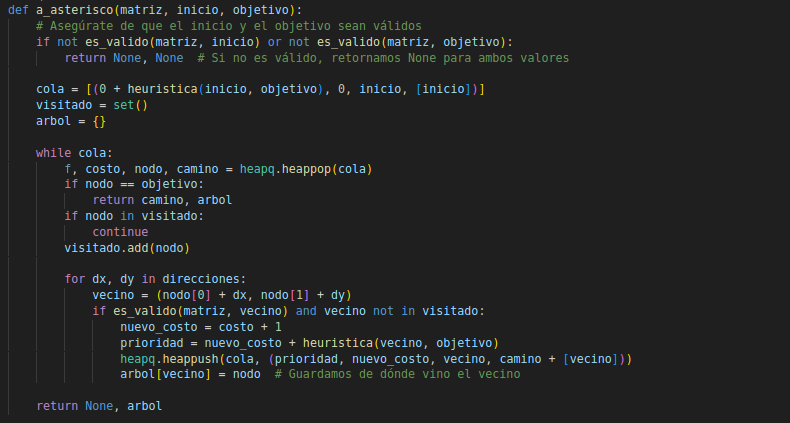 def a_asterisco(matriz, inicio, objetivo):
    # Asegúrate de que el inicio y el objetivo sean válidos
    if not es_valido(matriz, inicio) or not es_valido(matriz, objetivo):
        return None, None  # Si no es válido, retornamos None para ambos valores

    cola = [(0 + heuristica(inicio, objetivo), 0, inicio, [inicio])]
    visitado = set()
    arbol = {}

    while cola:
        f, costo, nodo, camino = heapq.heappop(cola)
        if nodo == objetivo:
            return camino, arbol
        if nodo in visitado:
            continue
        visitado.add(nodo)

        for dx, dy in direcciones:
            vecino = (nodo[0] + dx, nodo[1] + dy)
            if es_valido(matriz, vecino) and vecino not in visitado:
                nuevo_costo = costo + 1
                prioridad = nuevo_costo + heuristica(vecino, objetivo)
                heapq.heappush(cola, (prioridad, nuevo_costo, vecino, camino + [vecino]))
                arbol[vecino] = nodo  # Guardamos de dónde vino el vecino

    return None, arbol